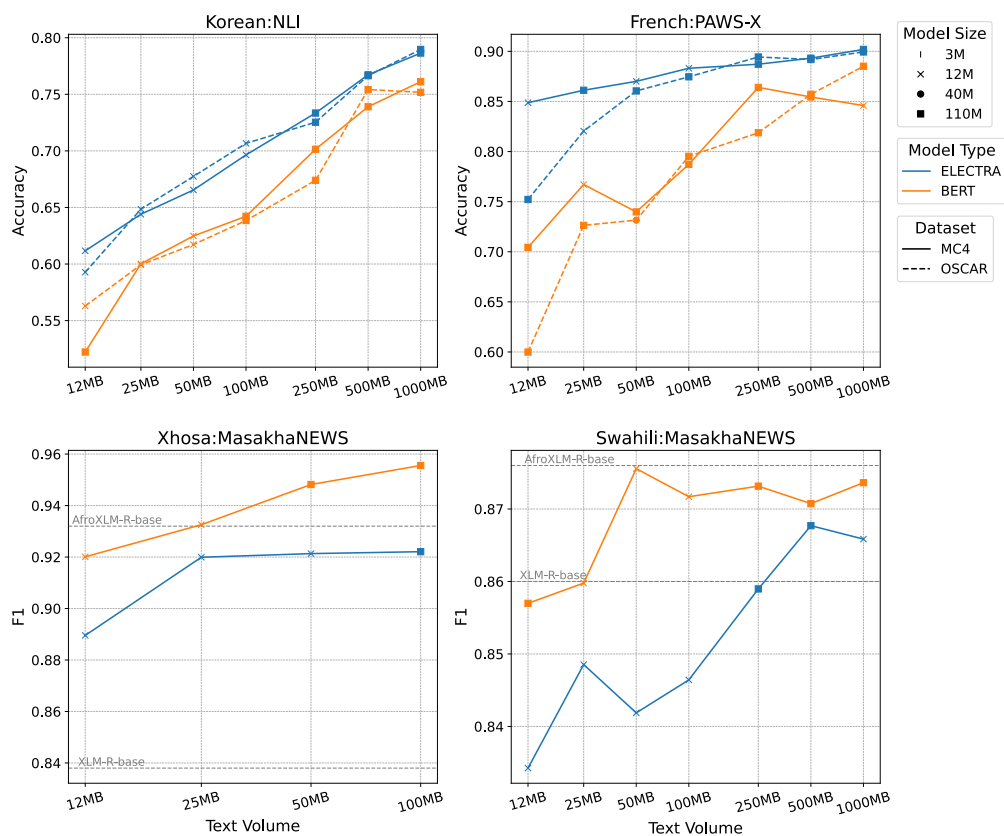 Korean:NLI
Accuracy
0.80
0.75
0.70
0.65
0.60
0.55
12MB
25MB
50MB
100MB
250MB
500MB
1000MB
French:PAWS-X
Accuracy
0.90
0.85
0.80
0.75
0.70
0.65
0.60
12MB
25MB
50MB
100MB
250MB
500MB
1000MB
Model Size
3M
12M
40M
110M
Model Type
ELECTRA
BERT
Dataset
MC4
OSCAR
Xhosa:MasakhaNEWS
F1
0.96
0.94
0.92
0.90
0.88
0.86
0.84
AfroXLM-R-base
XLM-R-base
12MB
25MB
50MB
100MB
Text Volume
Swahili:MasakhaNEWS
F1
0.87
0.86
0.85
0.84
AfroXLM-R-base
XLM-R-base
12MB
25MB
50MB
100MB
250MB
500MB
1000MB
Text Volume